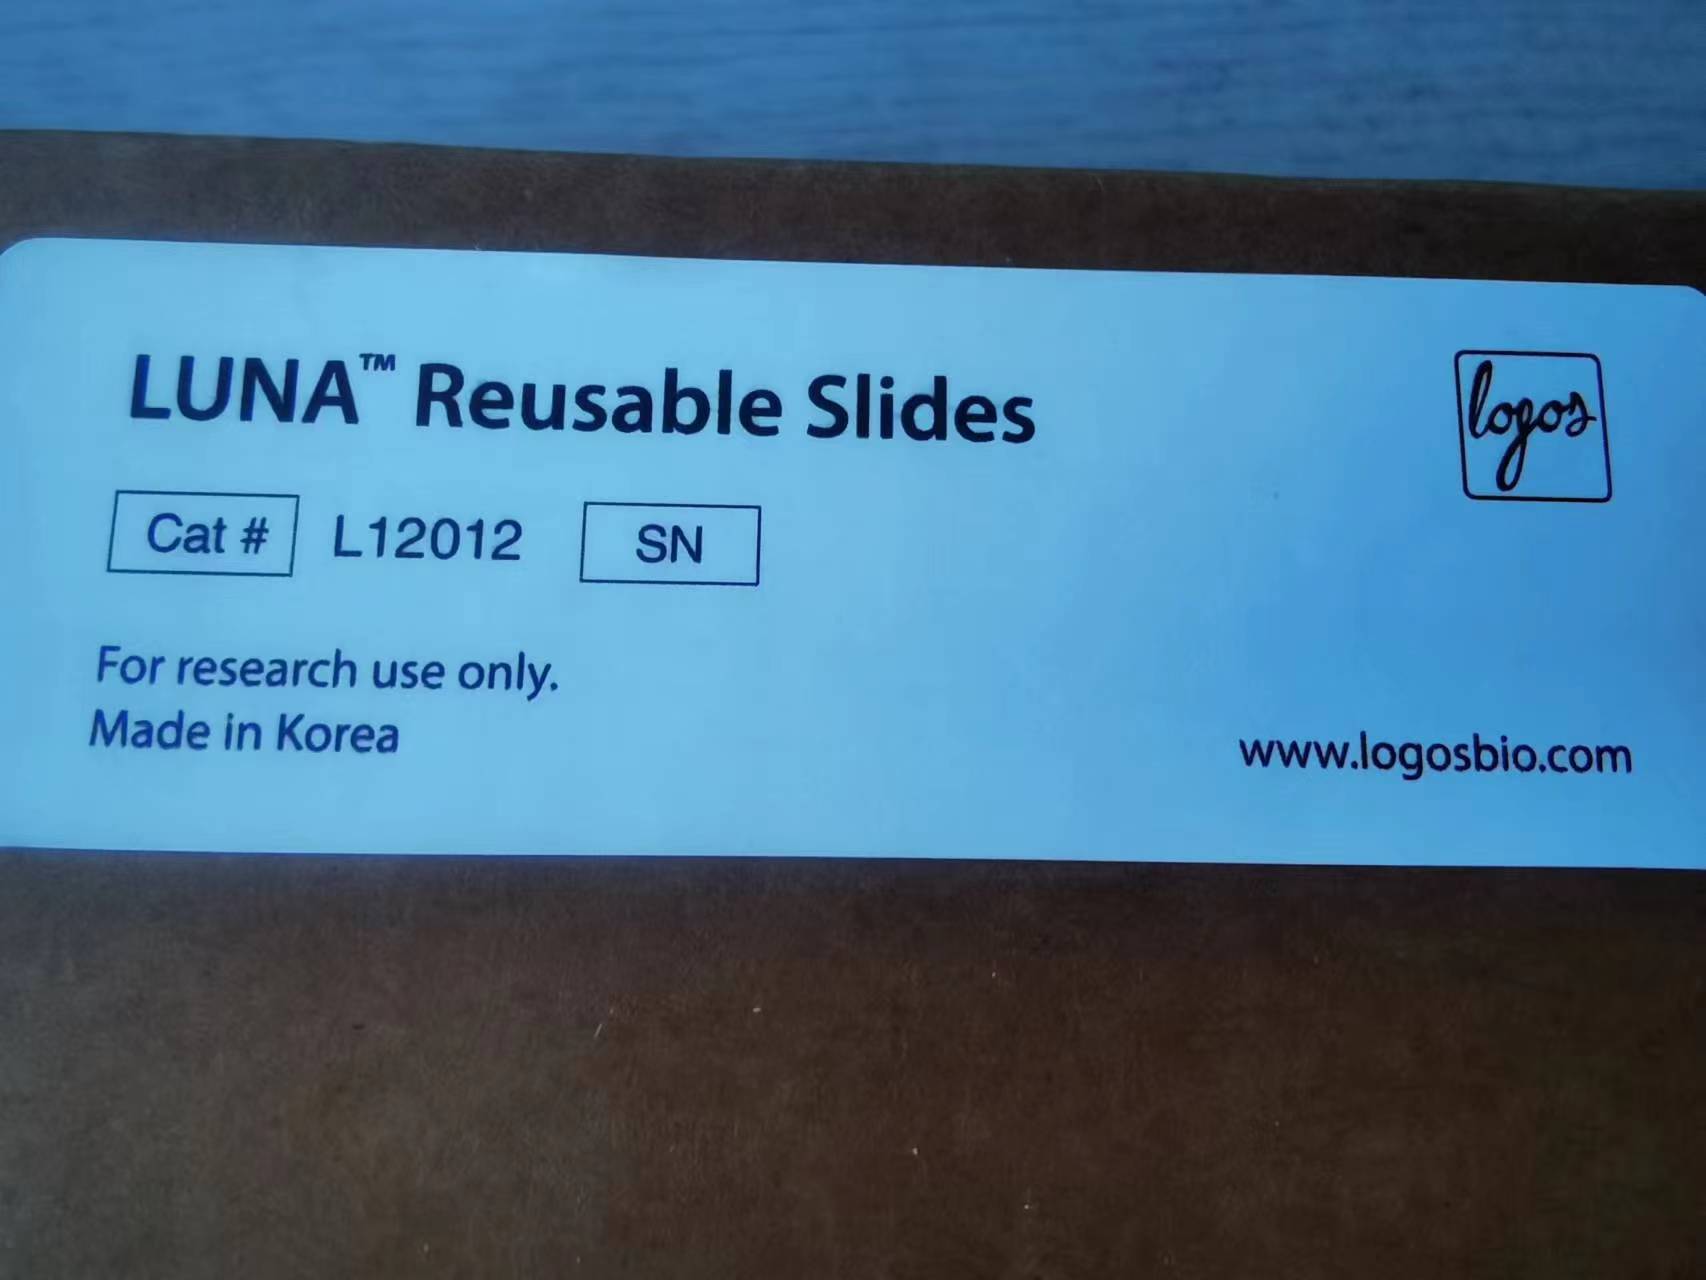 LUNA™ Reusable Slides
logos
Cat # L12012 SN
For research use only.
Made in Korea
www.logosbio.com